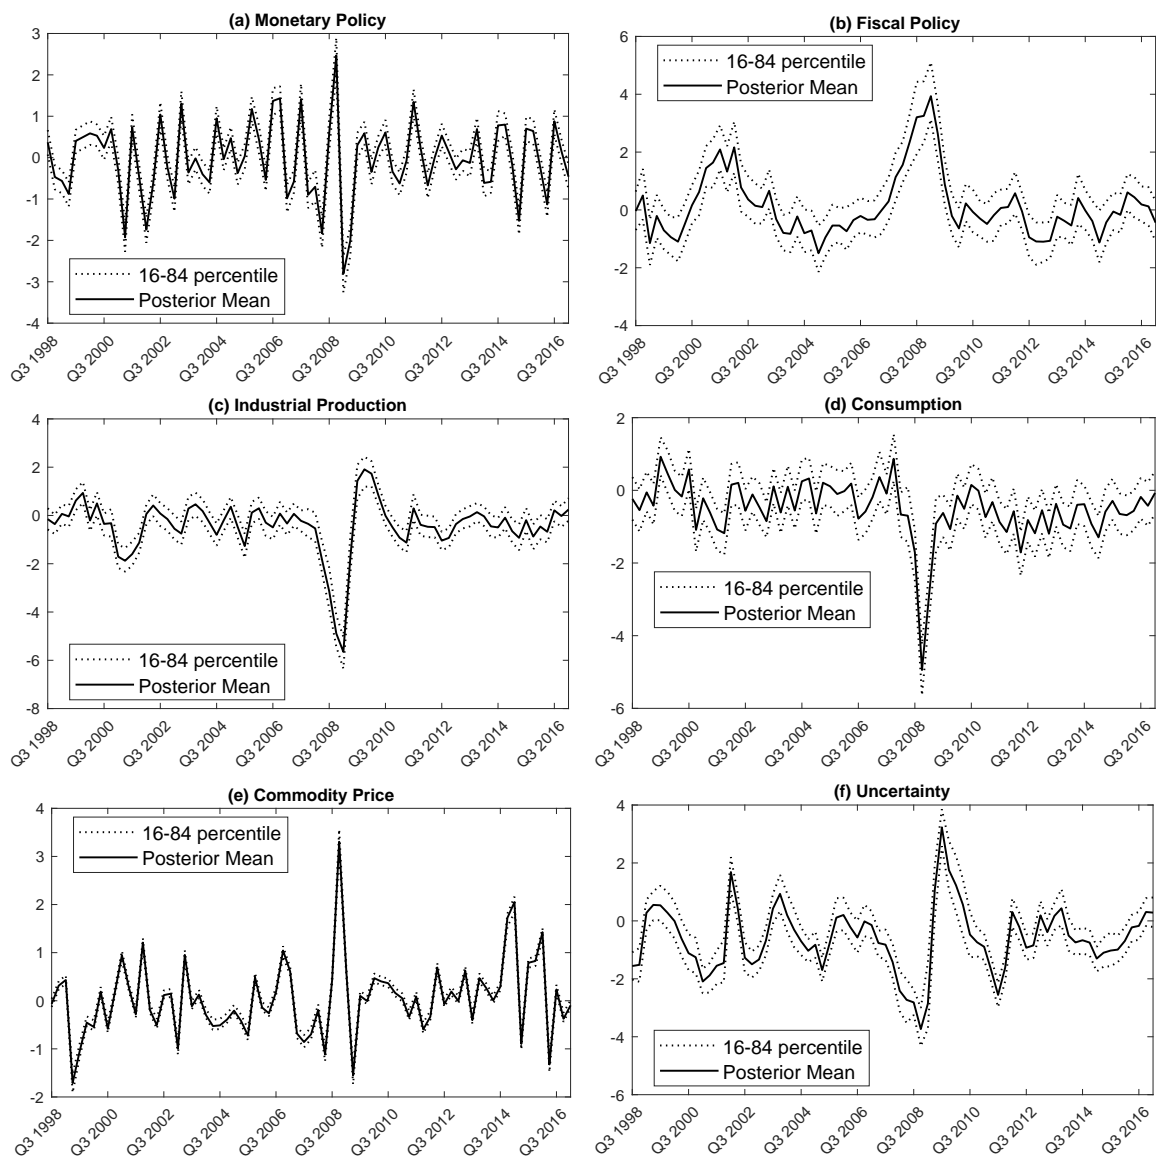 (a) Monetary Policy
3
2
1
0
-1
-2
-3
-4
16-84 percentile
Posterior Mean
Q3 1998
Q3 2000
Q3 2002
Q3 2004
Q3 2006
Q3 2008
Q3 2010
Q3 2012
Q3 2014
Q3 2016
(b) Fiscal Policy
6
4
2
0
-2
-4
16-84 percentile
Posterior Mean
Q3 1998
Q3 2000
Q3 2002
Q3 2004
Q3 2006
Q3 2008
Q3 2010
Q3 2012
Q3 2014
Q3 2016
(c) Industrial Production
4
2
0
-2
-4
-6
-8
16-84 percentile
Posterior Mean
Q3 1998
Q3 2000
Q3 2002
Q3 2004
Q3 2006
Q3 2008
Q3 2010
Q3 2012
Q3 2014
Q3 2016
(d) Consumption
2
0
-2
-4
-6
16-84 percentile
Posterior Mean
Q3 1998
Q3 2000
Q3 2002
Q3 2004
Q3 2006
Q3 2008
Q3 2010
Q3 2012
Q3 2014
Q3 2016
(e) Commodity Price
4
3
2
1
0
-1
-2
16-84 percentile
Posterior Mean
Q3 1998
Q3 2000
Q3 2002
Q3 2004
Q3 2006
Q3 2008
Q3 2010
Q3 2012
Q3 2014
Q3 2016
(f) Uncertainty
4
2
0
-2
-4
-6
16-84 percentile
Posterior Mean
Q3 1998
Q3 2000
Q3 2002
Q3 2004
Q3 2006
Q3 2008
Q3 2010
Q3 2012
Q3 2014
Q3 2016